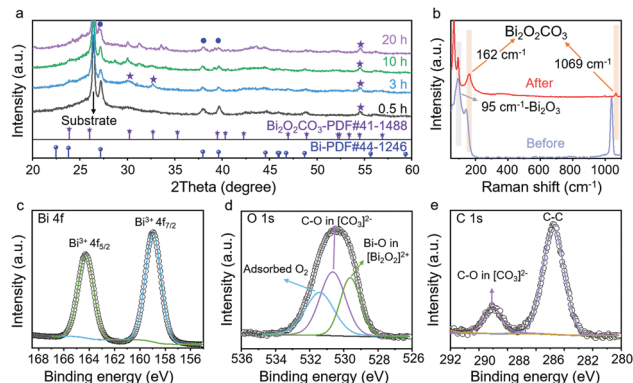 a
20 h
10 h
3 h
0.5 h
Substrate
Bi₂O₂CO₃-PDF#41-1488
Bi-PDF#44-1246
Intensity (a.u.)
20 25 30 35 40 45 50 55 60
2Theta (degree)
b
Bi₂O₂CO₃
162 cm⁻¹
1069 cm⁻¹
After
95 cm⁻¹-Bi₂O₃
Before
Intensity (a.u.)
200 400 600 800 1000
Raman shift (cm⁻¹)
c
Bi 4f
Bi³⁺ 4f₅/₂
Bi³⁺ 4f₇/₂
Intensity (a.u.)
168 164 160 156
Binding energy (eV)
d
O 1s
C-O in [CO₃]²⁻
Bi-O in
[Bi₂O₂]²⁺
Adsorbed O₂
Intensity (a.u.)
536 534 532 530 528 526
Binding energy (eV)
e
C 1s
C-C
C-O in [CO₃]²⁻
Intensity (a.u.)
292 290 288 286 284 282
Binding energy (eV)